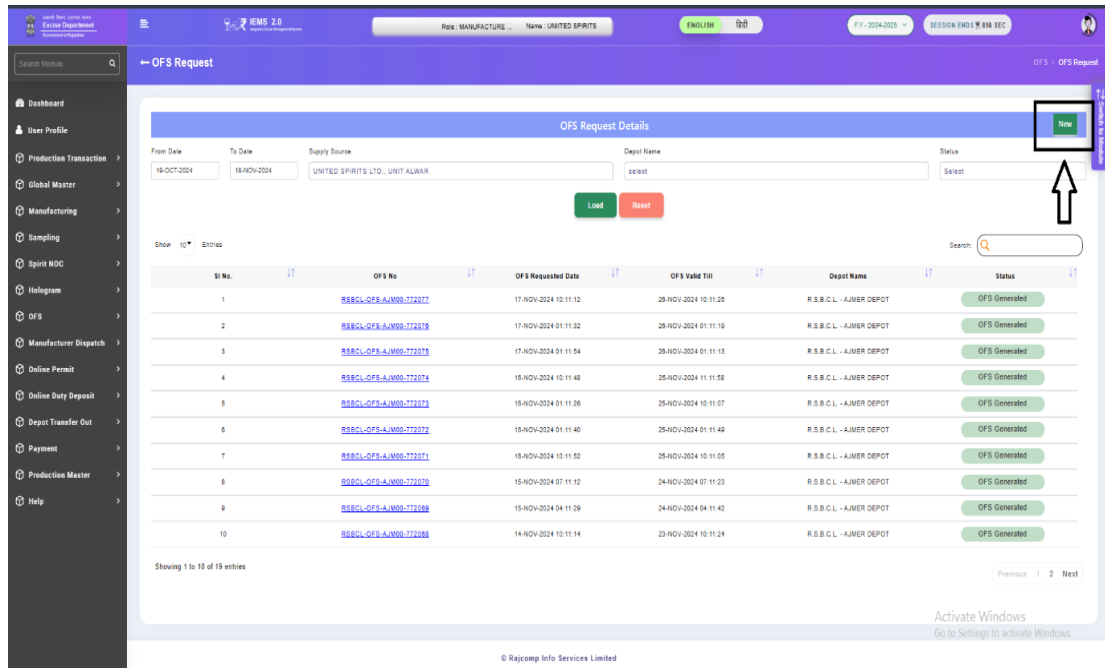 Excise Department
IEMS 2.0
Role : MANUFACTURE ... Name : UNIITED SPIRITS
ENGLISH हिंदी
F.Y - 2024-2025
SESSION ENDS
SEC
Search Module..
← OFS Request
OFS > OFS Request
Dashboard
User Profile
Production Transaction
Global Master
Manufacturing
Sampling
Spirit NOC
Hologram
OFS
Manufacturer Dispatch
Online Permit
Online Duty Deposit
Depot Transfer Out
Payment
Production Master
Help
Switch to Module
OFS Request Details
New
From Date To Date Supply Source Depot Name Status
19-OCT-2024 18-NOV-2024 UNITED SPIRITS LTD., UNIT ALWAR select Select
Load Reset
Show 10 Entries
Search:
Sl No. OFS No OFS Requested Date OFS Valid Till Depot Name Status
1 RSBCL-OFS-AJM00-772077 17-NOV-2024 10:11:12 26-NOV-2024 10:11:26 R.S.B.C.L. - AJMER DEPOT OFS Generated
2 RSBCL-OFS-AJM00-772076 17-NOV-2024 01:11:32 26-NOV-2024 01:11:19 R.S.B.C.L. - AJMER DEPOT OFS Generated
3 RSBCL-OFS-AJM00-772075 17-NOV-2024 01:11:54 26-NOV-2024 01:11:13 R.S.B.C.L. - AJMER DEPOT OFS Generated
4 RSBCL-OFS-AJM00-772074 16-NOV-2024 10:11:48 25-NOV-2024 11:11:58 R.S.B.C.L. - AJMER DEPOT OFS Generated
5 RSBCL-OFS-AJM00-772073 16-NOV-2024 01:11:26 25-NOV-2024 10:11:07 R.S.B.C.L. - AJMER DEPOT OFS Generated
6 RSBCL-OFS-AJM00-772072 16-NOV-2024 01:11:40 25-NOV-2024 01:11:49 R.S.B.C.L. - AJMER DEPOT OFS Generated
7 RSBCL-OFS-AJM00-772071 16-NOV-2024 10:11:52 25-NOV-2024 10:11:05 R.S.B.C.L. - AJMER DEPOT OFS Generated
8 RSBCL-OFS-AJM00-772070 15-NOV-2024 07:11:12 24-NOV-2024 07:11:23 R.S.B.C.L. - AJMER DEPOT OFS Generated
9 RSBCL-OFS-AJM00-772069 15-NOV-2024 04:11:29 24-NOV-2024 04:11:42 R.S.B.C.L. - AJMER DEPOT OFS Generated
10 RSBCL-OFS-AJM00-772068 14-NOV-2024 10:11:14 23-NOV-2024 10:11:24 R.S.B.C.L. - AJMER DEPOT OFS Generated
Showing 1 to 10 of 19 entries
Previous 1 2 Next
Activate Windows
Go to Settings to activate Windows.
© Rajcomp Info Services Limited